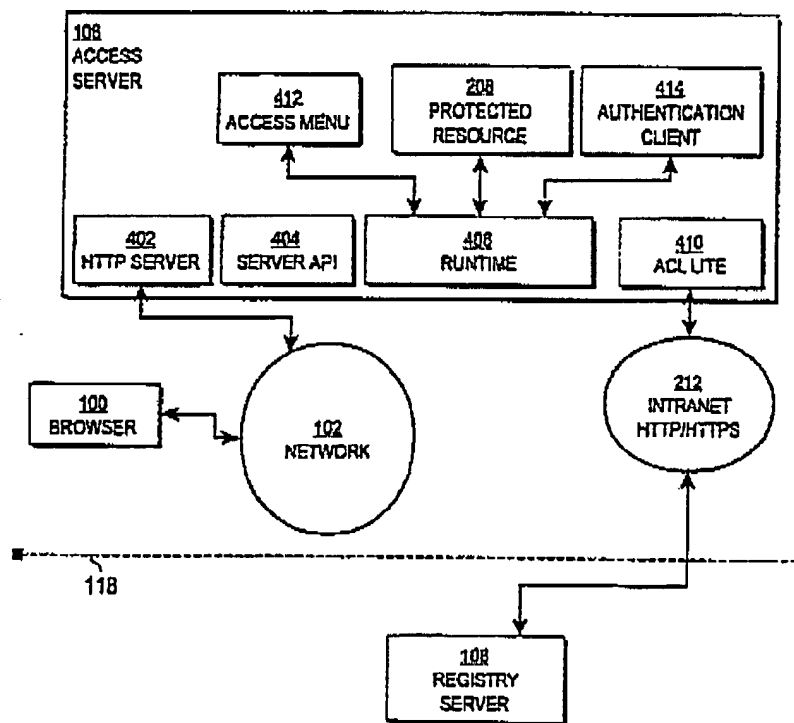 106
ACCESS
SERVER
412
ACCESS MENU
208
PROTECTED
RESOURCE
414
AUTHENTICATION
CLIENT
402
HTTP SERVER
404
SERVER API
406
RUNTIME
410
ACL LITE
100
BROWSER
102
NETWORK
212
INTRANET
HTTP/HTTPS
118
108
REGISTRY
SERVER